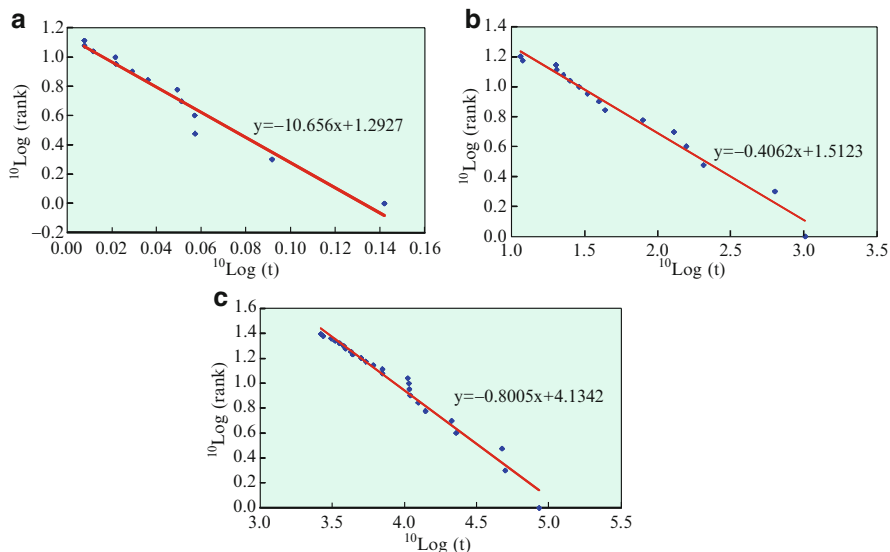 a
1.2
1.0
0.8
0.6
0.4
0.2
0.0
−0.2
¹⁰Log (rank)
y=−10.656x+1.2927
0.00 0.02 0.04 0.06 0.08 0.10 0.12 0.14 0.16
¹⁰Log (t)
b
1.4
1.2
1.0
0.8
0.6
0.4
0.2
0.0
¹⁰Log (rank)
y=−0.4062x+1.5123
1.0 1.5 2.0 2.5 3.0 3.5
¹⁰Log (t)
c
1.6
1.4
1.2
1.0
0.8
0.6
0.4
0.2
0.0
¹⁰Log (rank)
y=−0.8005x+4.1342
3.0 3.5 4.0 4.5 5.0 5.5
¹⁰Log (t)